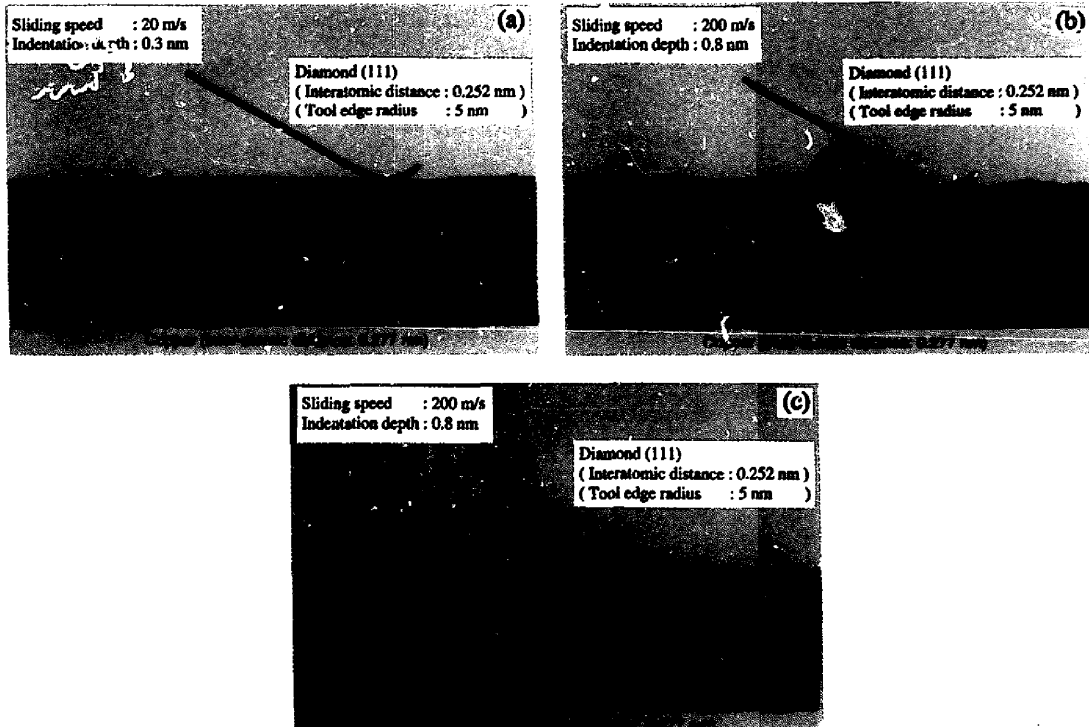 (a)
Sliding speed : 20 m/s
Indentation depth : 0.3 nm
Diamond (111)
( Interatomic distance : 0.252 nm )
( Tool edge radius : 5 nm )
(b)
Sliding speed : 200 m/s
Indentation depth : 0.8 nm
Diamond (111)
( Interatomic distance : 0.252 nm )
( Tool edge radius : 5 nm )
(c)
Sliding speed : 200 m/s
Indentation depth : 0.8 nm
Diamond (111)
( Interatomic distance : 0.252 nm )
( Tool edge radius : 5 nm )